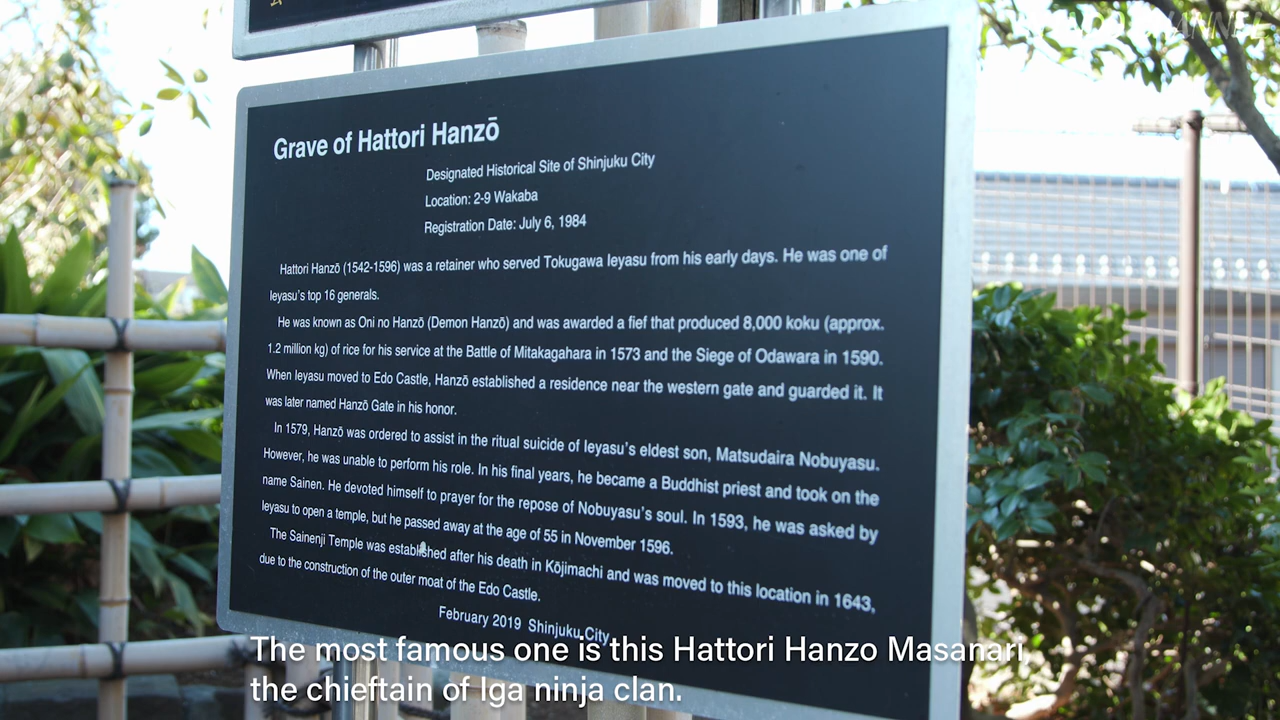 Grave of Hattori Hanzō
Designated Historical Site of Shinjuku City
Location: 2-9 Wakaba
Registration Date: July 6, 1984
Hattori Hanzō (1542-1596) was a retainer who served Tokugawa Ieyasu from his early days. He was one of
Ieyasu's top 16 generals.
He was known as Oni no Hanzō (Demon Hanzō) and was awarded a fief that produced 8,000 koku (approx.
1.2 million kg) of rice for his service at the Battle of Mitakagahara in 1573 and the Siege of Odawara in 1590.
When Ieyasu moved to Edo Castle, Hanzō established a residence near the western gate and guarded it. It
was later named Hanzō Gate in his honor.
In 1579, Hanzō was ordered to assist in the ritual suicide of Ieyasu's eldest son, Matsudaira Nobuyasu.
However, he was unable to perform his role. In his final years, he became a Buddhist priest and took on the
name Sainen. He devoted himself to prayer for the repose of Nobuyasu's soul. In 1593, he was asked by
Ieyasu to open a temple, but he passed away at the age of 55 in November 1596.
The Sainenji Temple was established after his death in Kōjimachi and was moved to this location in 1643,
due to the construction of the outer moat of the Edo Castle.
February 2019 Shinjuku City
The most famous one is this Hattori Hanzo Masanari,
the chieftain of Iga ninja clan.